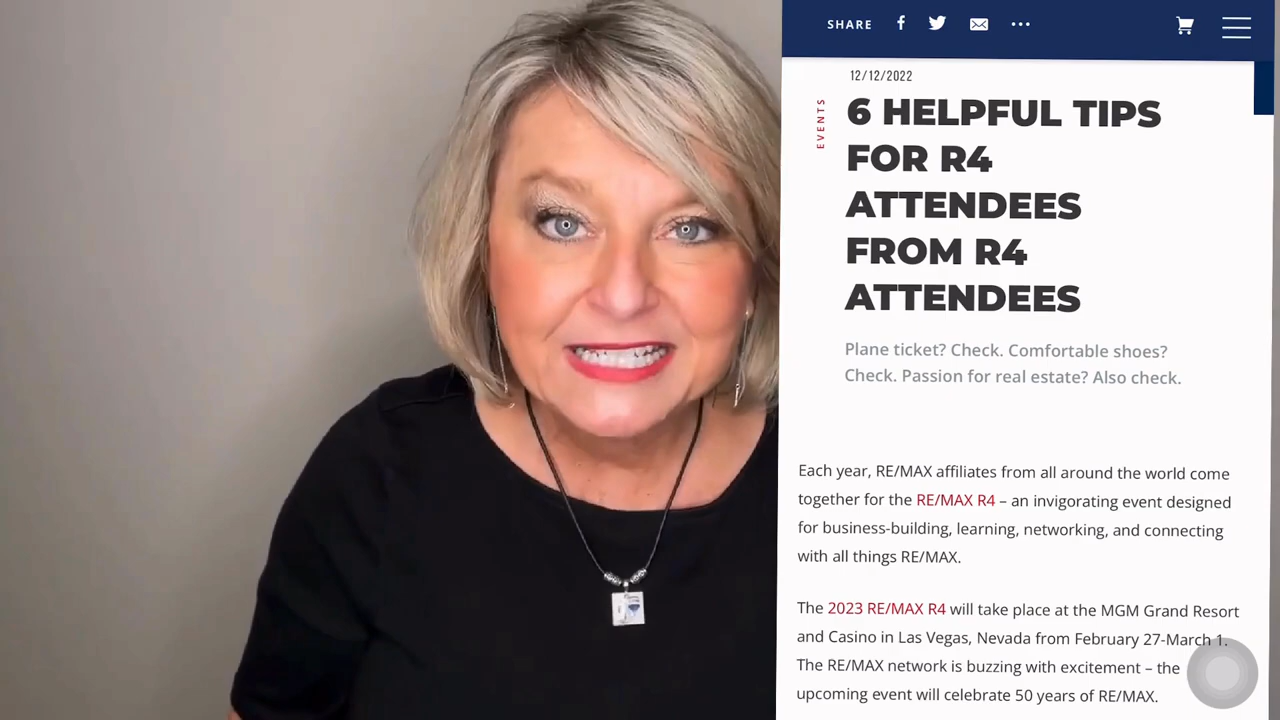 SHARE
12/12/2022
EVENTS
6 HELPFUL TIPS
FOR R4
ATTENDEES
FROM R4
ATTENDEES
Plane ticket? Check. Comfortable shoes?
Check. Passion for real estate? Also check.
Each year, RE/MAX affiliates from all around the world come
together for the RE/MAX R4 – an invigorating event designed
for business-building, learning, networking, and connecting
with all things RE/MAX.
The 2023 RE/MAX R4 will take place at the MGM Grand Resort
and Casino in Las Vegas, Nevada from February 27-March 1.
The RE/MAX network is buzzing with excitement – the
upcoming event will celebrate 50 years of RE/MAX.